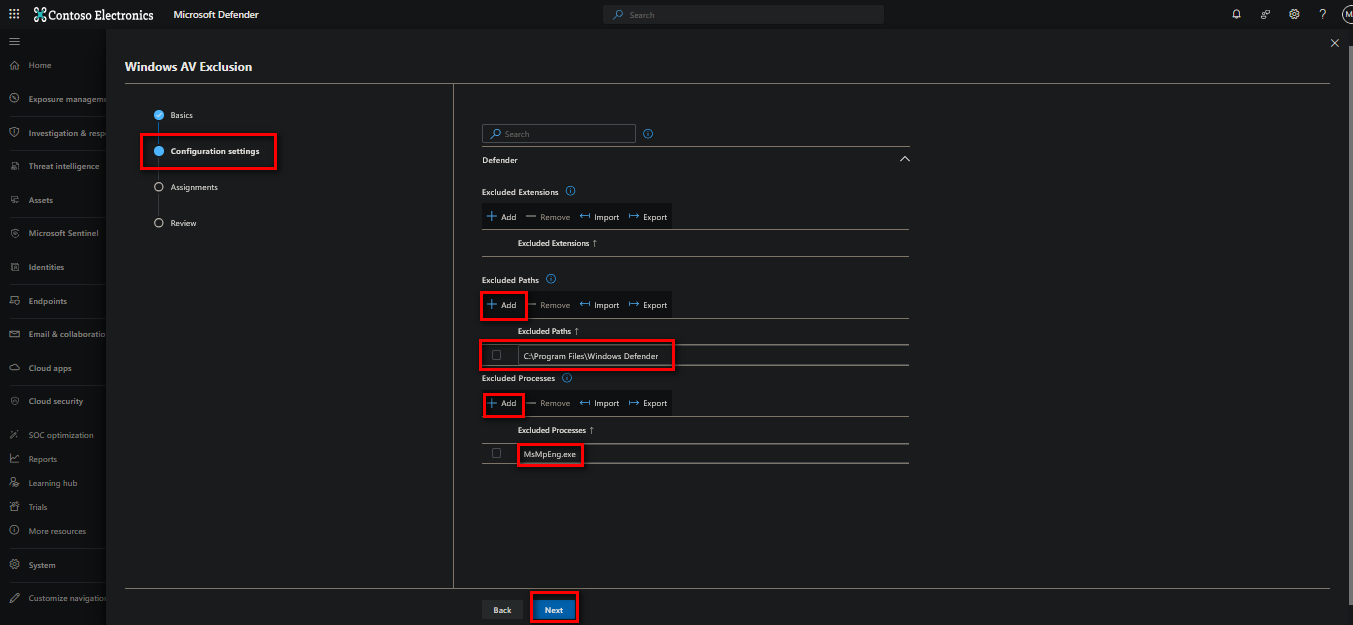 Contoso Electronics
Microsoft Defender
Search
?
M
Home
Exposure manageme
Investigation & resp
Threat intelligence
Assets
Microsoft Sentinel
Identities
Endpoints
Email & collaboratio
Cloud apps
Cloud security
SOC optimization
Reports
Learning hub
Trials
More resources
System
Customize navigation
Windows AV Exclusion
Basics
Configuration settings
Assignments
Review
Search
Defender
Excluded Extensions
Add Remove Import Export
Excluded Extensions ↑
Excluded Paths
Add Remove Import Export
Excluded Paths ↑
C:\Program Files\Windows Defender
Excluded Processes
Add Remove Import Export
Excluded Processes ↑
MsMpEng.exe
Back
Next